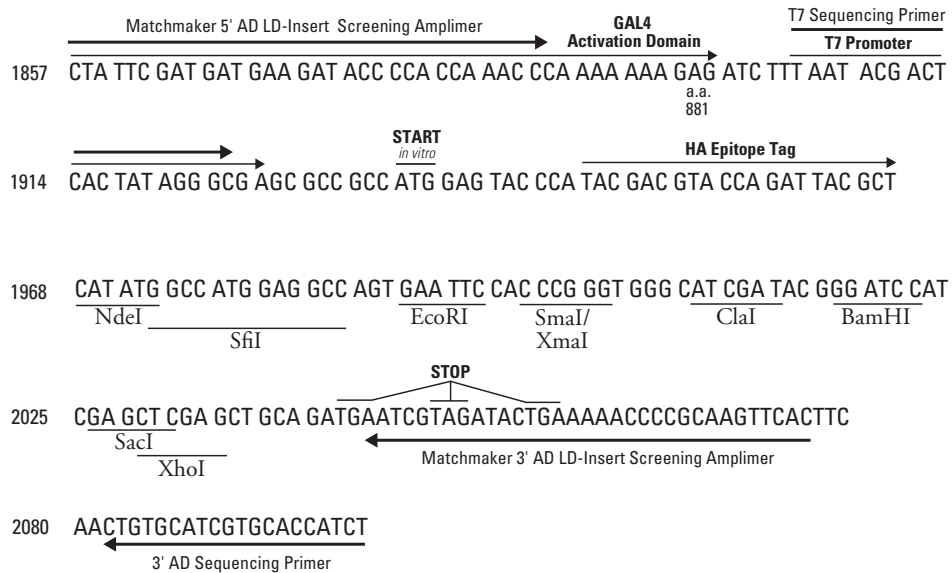 Matchmaker 5' AD LD-Insert Screening Amplimer
GAL4
Activation Domain
T7 Sequencing Primer
T7 Promoter
1857 CTA TTC GAT GAT GAA GAT ACC CCA CCA AAC CCA AAA AAA GAG ATC TTT AAT ACG ACT
a.a.
881
START
in vitro
HA Epitope Tag
1914 CAC TAT AGG GCG AGC GCC GCC ATG GAG TAC CCA TAC GAC GTA CCA GAT TAC GCT
1968 CAT ATG GCC ATG GAG GCC AGT GAA TTC CAC CCG GGT GGG CAT CGA TAC GGG ATC CAT
NdeI
SfiI
EcoRI
SmaI/
XmaI
ClaI
BamHI
STOP
2025 CGA GCT CGA GCT GCA GATGAATCGTAGATACTGAAAAACCCCGCAAGTTCACTTC
SacI
XhoI
Matchmaker 3' AD LD-Insert Screening Amplimer
2080 AACTGTGCATCGTGCACCATCT
3' AD Sequencing Primer